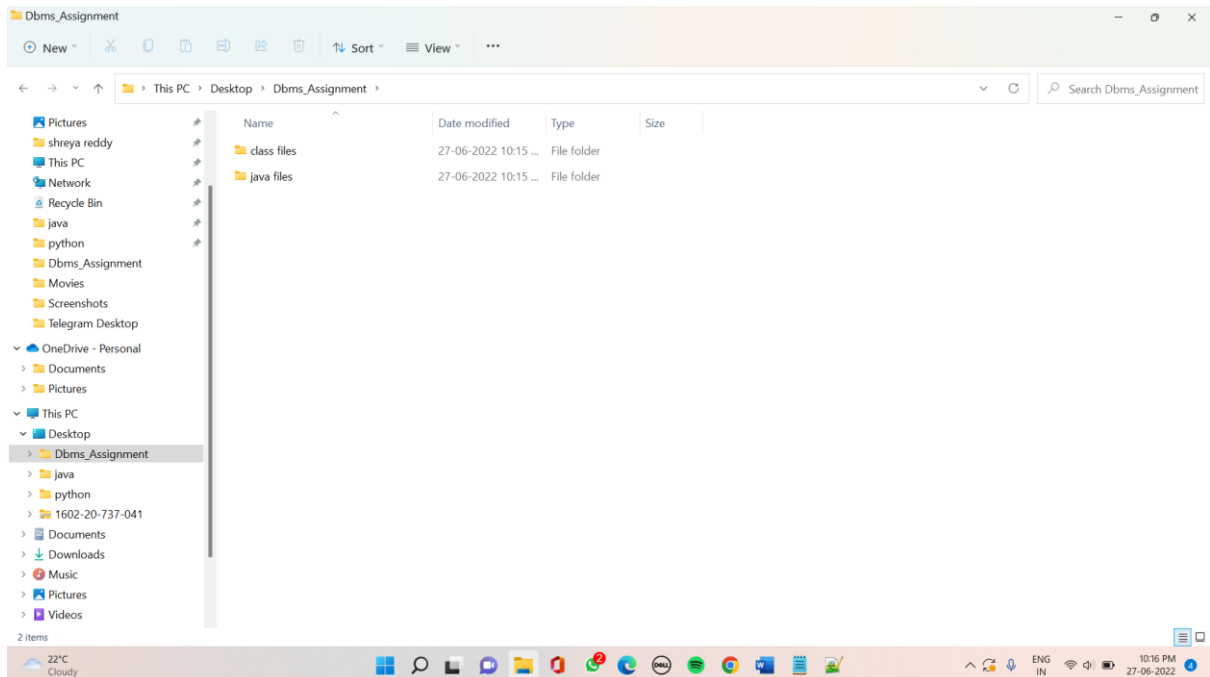 Dbms_Assignment
New Sort View
This PC > Desktop > Dbms_Assignment >
Search Dbms_Assignment
Pictures
shreya reddy
This PC
Network
Recycle Bin
java
python
Dbms_Assignment
Movies
Screenshots
Telegram Desktop
OneDrive - Personal
Documents
Pictures
This PC
Desktop
Dbms_Assignment
java
python
1602-20-737-041
Documents
Downloads
Music
Pictures
Videos
Name Date modified Type Size
class files 27-06-2022 10:15 ... File folder
java files 27-06-2022 10:15 ... File folder
2 items
22°C
Cloudy
2
DELL
ENG
IN
10:16 PM
27-06-2022
4